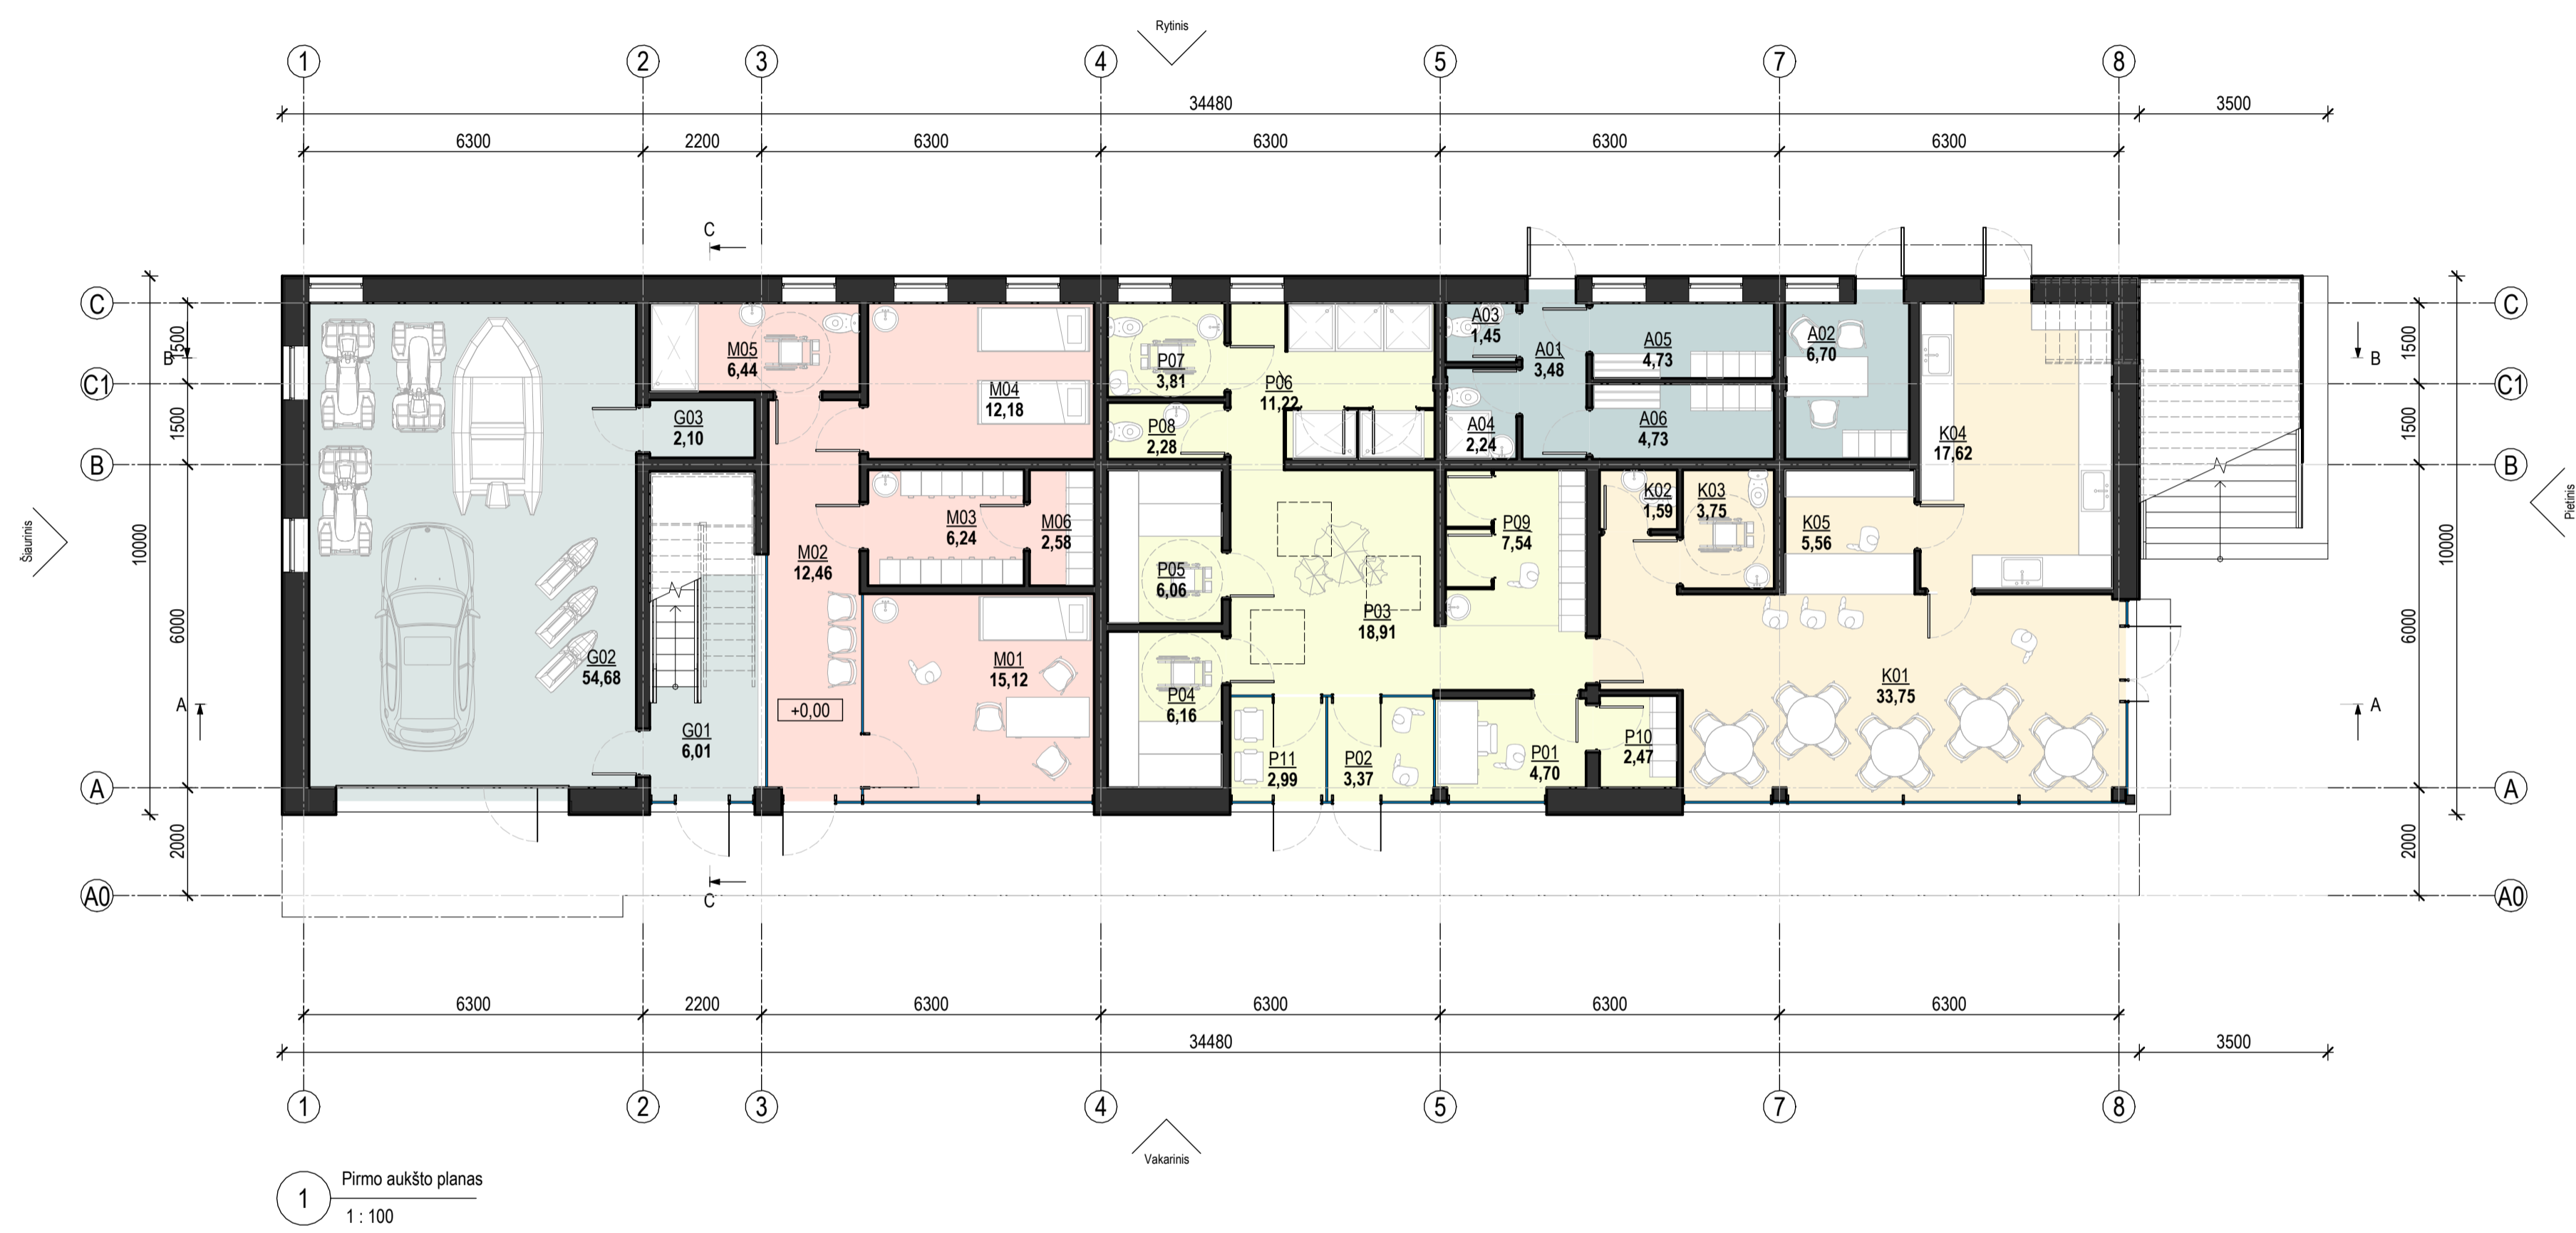 Rytinis
1 2 3 4 5 7 8
34480 3500
6300 2200 6300 6300 6300 6300
C
C C
1500 1500
B B
C1 C1
1500 1500
B B
10000 6000 6000 10000
Šiaurinis Pietinis
A A
A A
2000 2000
A0 A0
M05
6,44
G03
2,10
M04
12,18
M03
6,24
M06
2,58
M02
12,46
G02
54,68
M01
15,12
+0,00
G01
6,01
P07
3,81
P06
11,22
P08
2,28
P05
6,06
P03
18,91
P04
6,16
P11
2,99
P02
3,37
P01
4,70
P10
2,47
P09
7,54
A03
1,45
A01
3,48
A05
4,73
A02
6,70
A04
2,24
A06
4,73
K04
17,62
K02
1,59
K03
3,75
K05
5,56
K01
33,75
C
6300 2200 6300 6300 6300 6300
34480 3500
1 2 3 4 5 7 8
Vakarinis
1 Pirmo aukšto planas
1 : 100